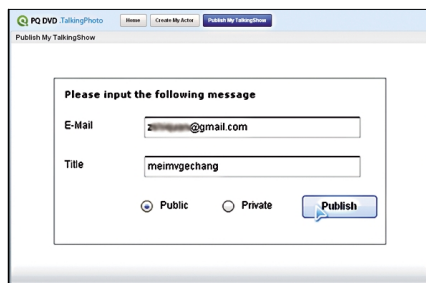 PQ DVD .TalkingPhoto Home Create My Actor Publish My TalkingShow
Publish My TalkingShow
Please input the following message
E-Mail @gmail.com
Title meimvgechang
Public Private Publish